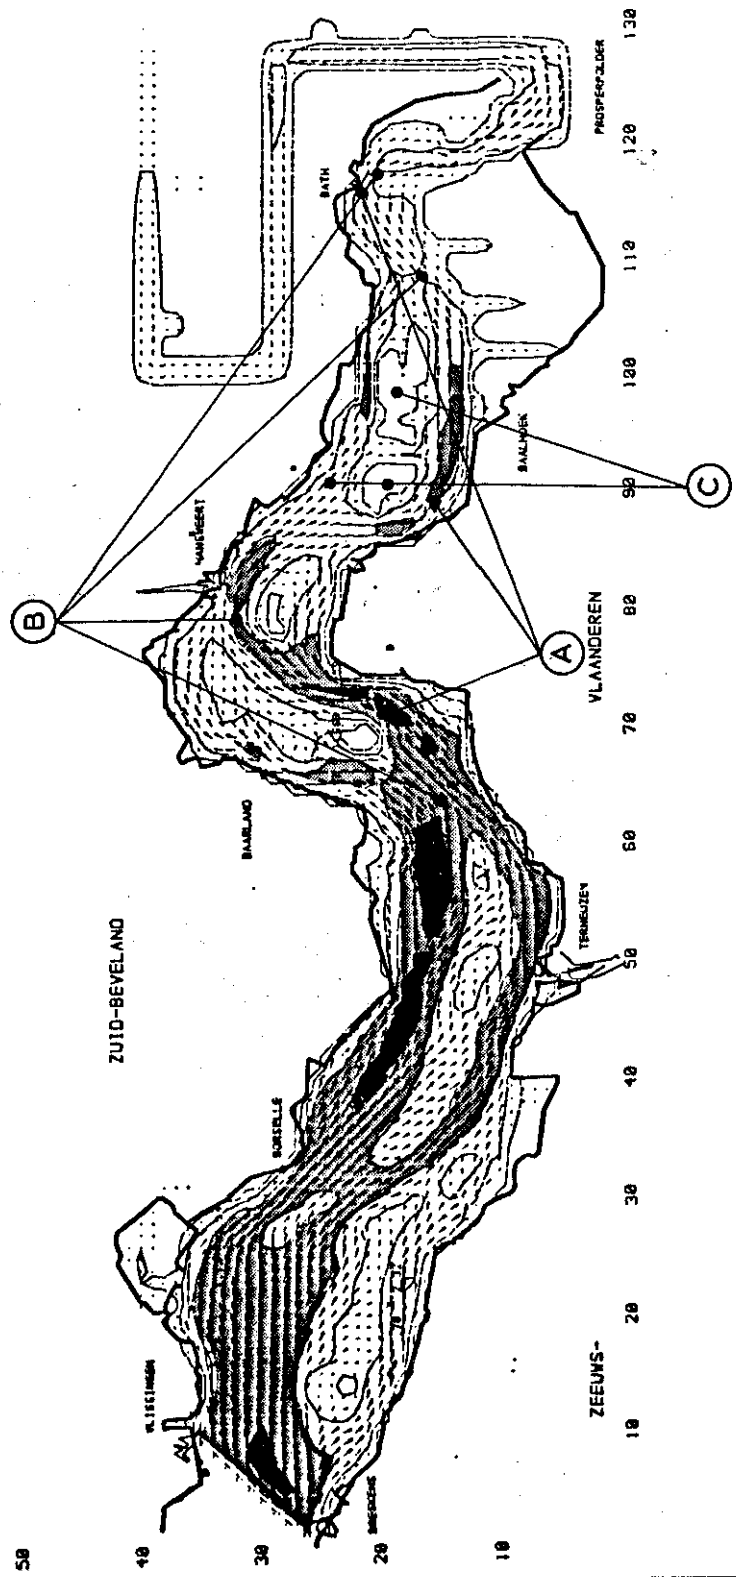 50
40
30
20
10
10
20
30
40
50
60
70
80
90
100
110
120
130
ZUID-BEVELAND
ZEEUWS-
VLAANDEREN
VLISSINGEN
BORSELLE
BAARLAND
HANSWEERT
BATH
BRESKENS
TERNEUZEN
BAALHOEK
PROSPERPOLDER
A
B
C